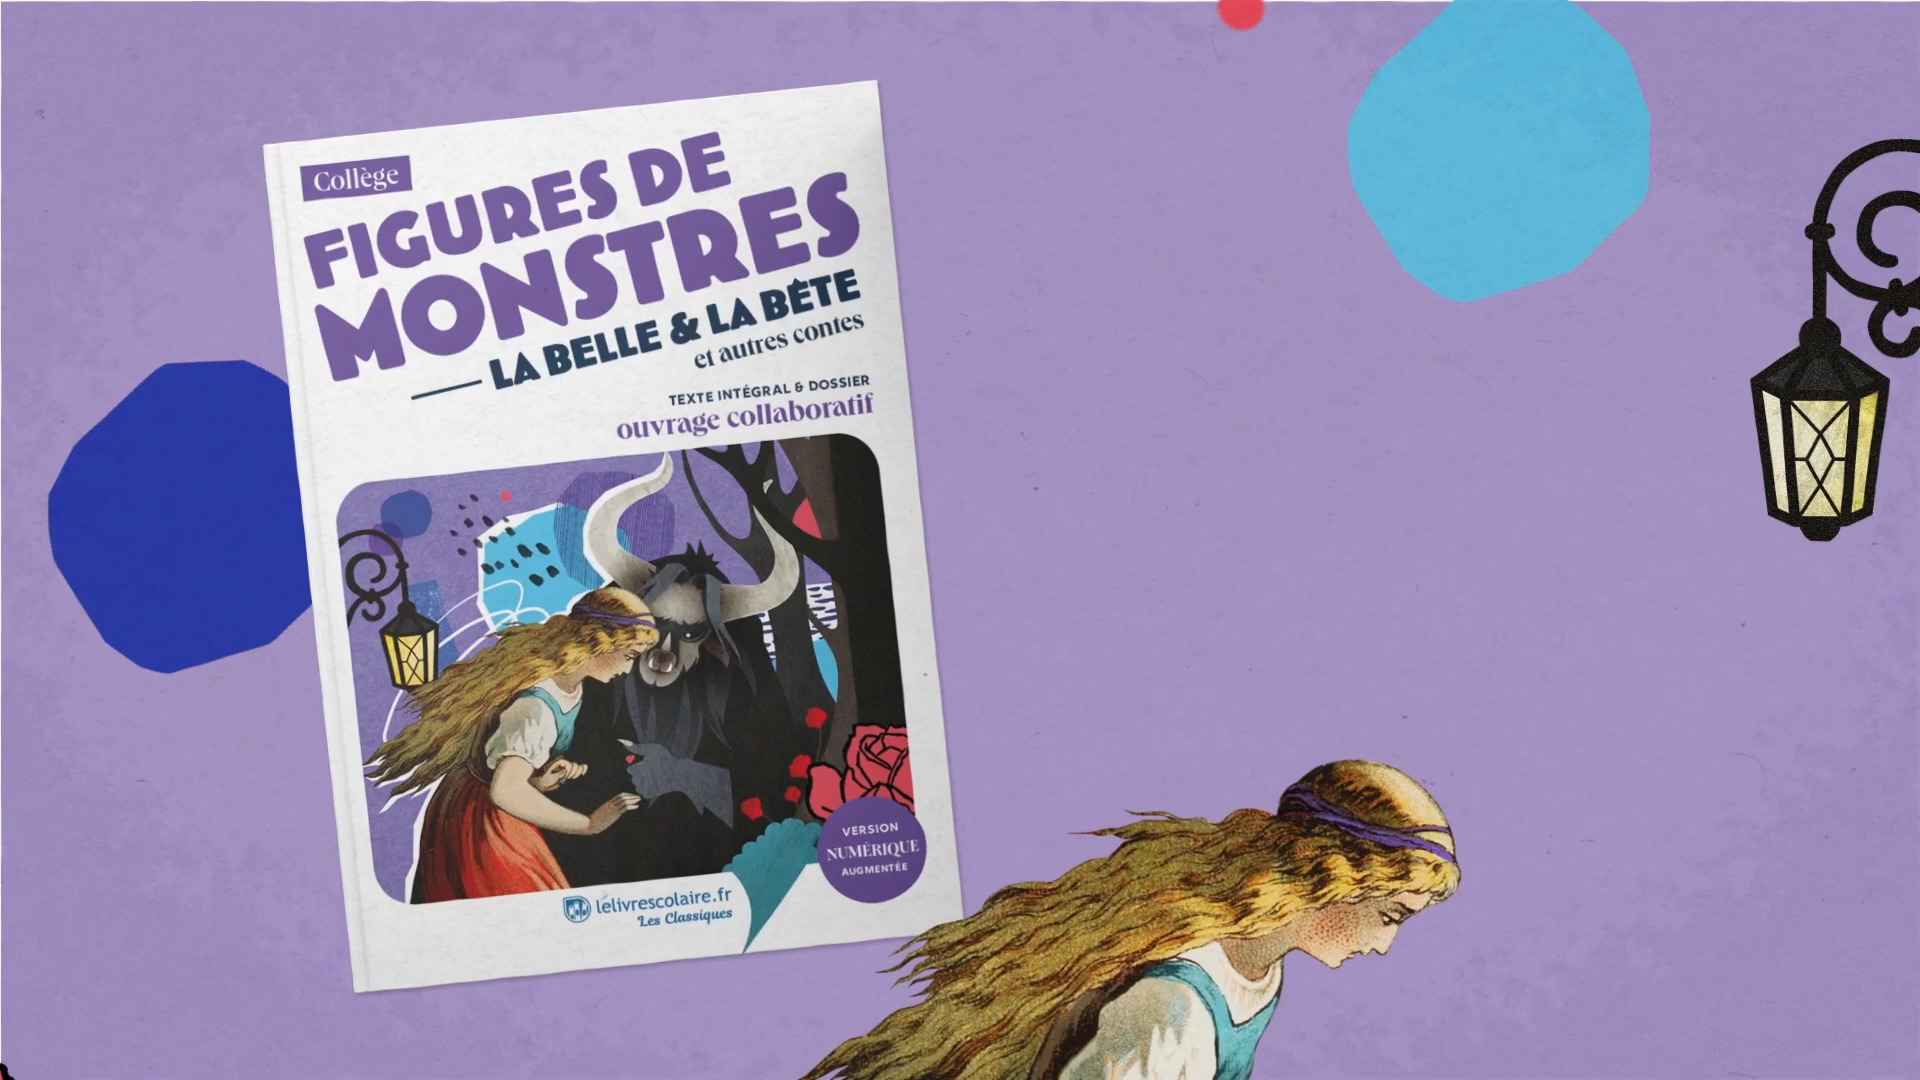 Collège
FIGURES DE
MONSTRES
LA BELLE & LA BÊTE
et autres contes
TEXTE INTÉGRAL & DOSSIER
ouvrage collaboratif
VERSION
NUMÉRIQUE
AUGMENTÉE
lelivrescolaire.fr
Les Classiques